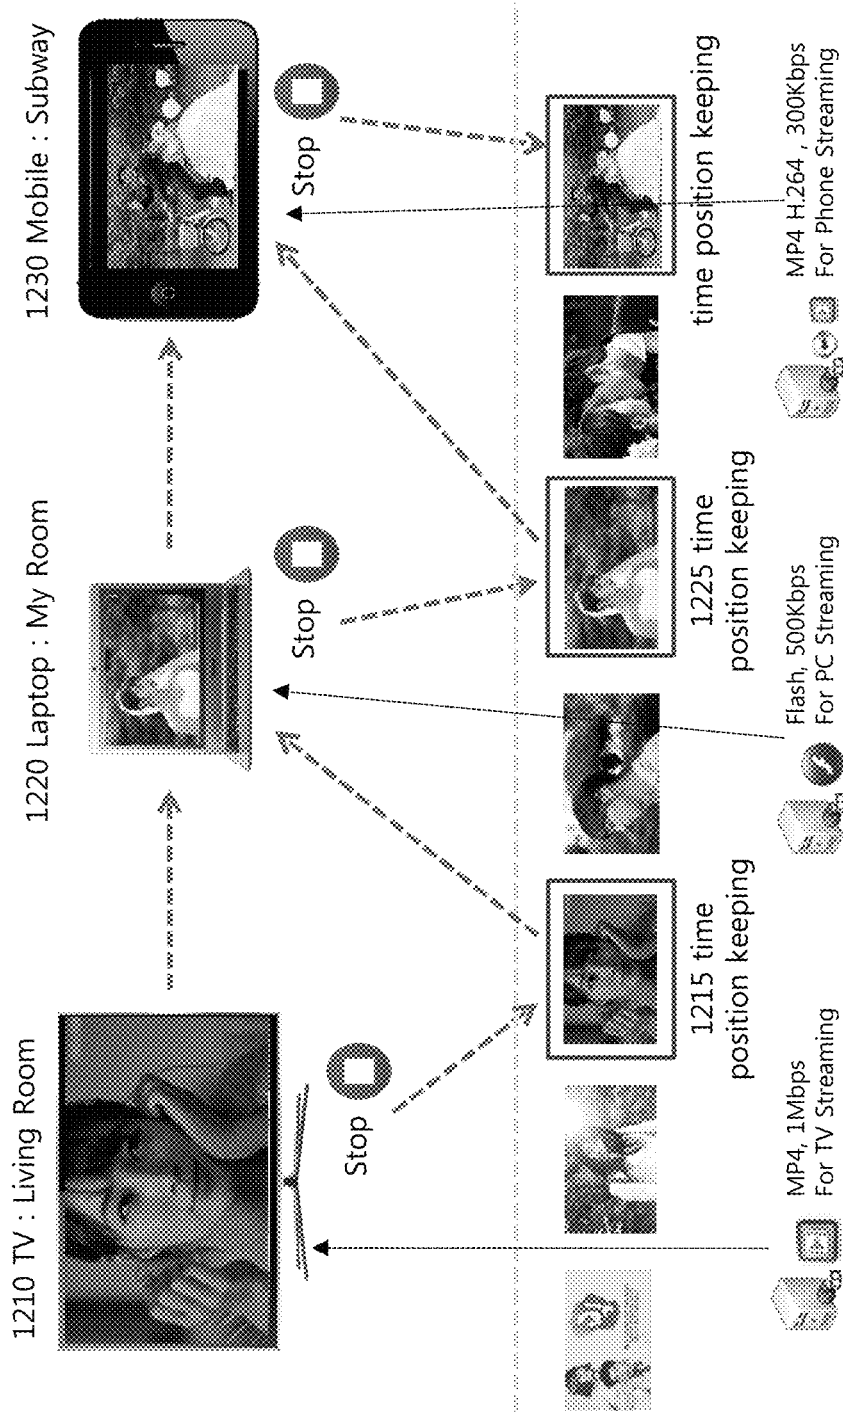 1210 TV : Living Room
1220 Laptop : My Room
1230 Mobile : Subway
Stop
Stop
Stop
1215 time
position keeping
1225 time
position keeping
time position keeping
MP4, 1Mbps
For TV Streaming
Flash, 500Kbps
For PC Streaming
MP4 H.264 , 300Kbps
For Phone Streaming